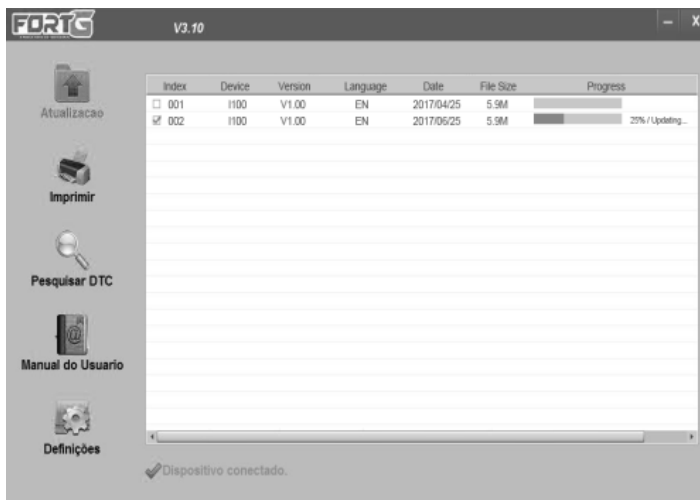 FORTG
V3.10
– X
Atualizacao
Imprimir
Pesquisar DTC
Manual do Usuario
Definições
Index Device Version Language Date File Size Progress
001 I100 V1.00 EN 2017/04/25 5.9M
002 I100 V1.00 EN 2017/06/25 5.9M 25% / Updating...
Dispositivo conectado.